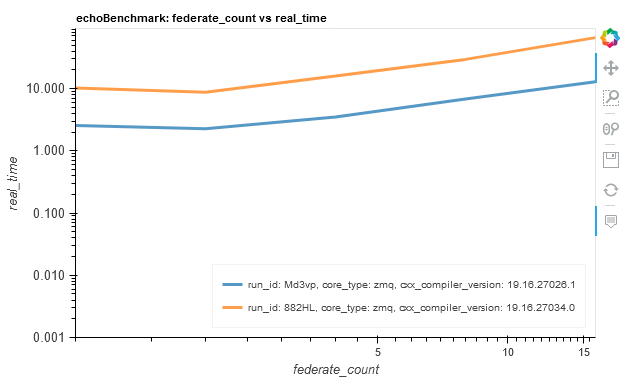 echoBenchmark: federate_count vs real_time
10.000
1.000
0.100
0.010
0.001
real_time
run_id: Md3vp, core_type: zmq, cxx_compiler_version: 19.16.27026.1
run_id: 882HL, core_type: zmq, cxx_compiler_version: 19.16.27034.0
5 10 15
federate_count